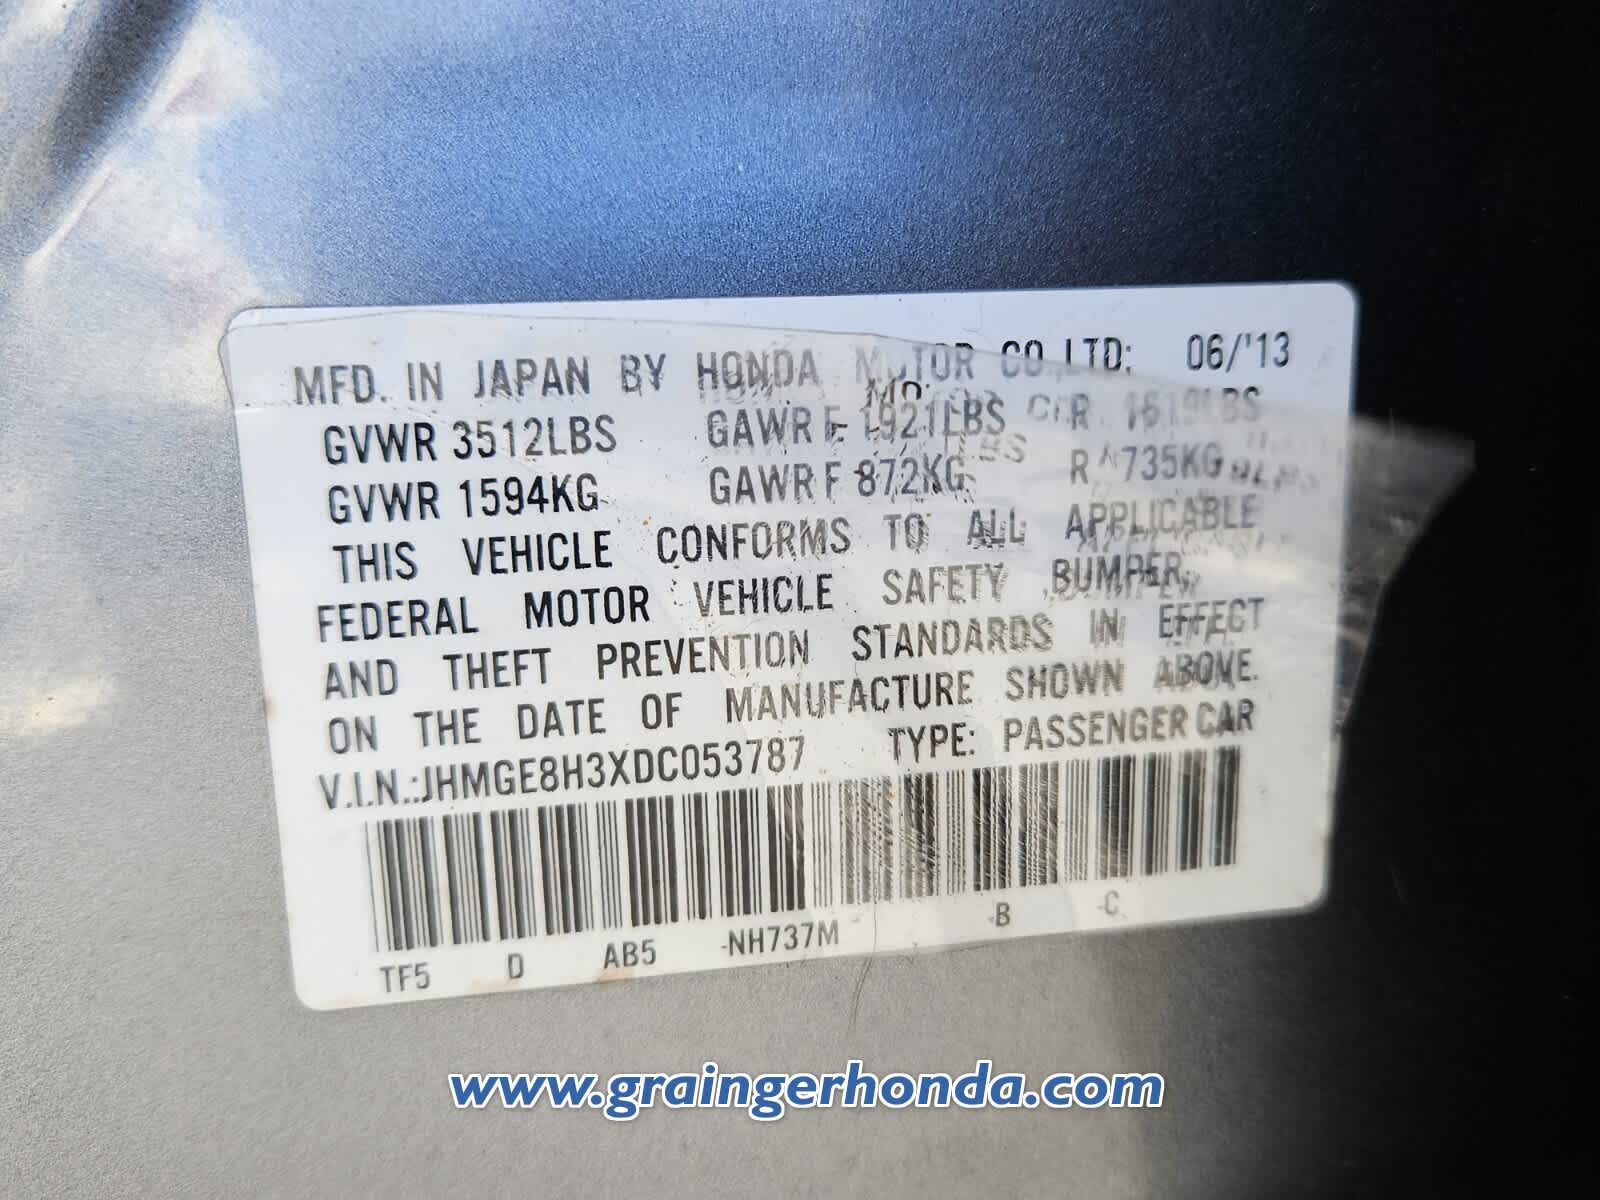 MFD. IN JAPAN BY HONDA MOTOR CO.,LTD: 06/'13
GVWR 3512LBS GAWR F 1921LBS R 1619LBS
GVWR 1594KG GAWR F 872KG R 735KG
THIS VEHICLE CONFORMS TO ALL APPLICABLE
FEDERAL MOTOR VEHICLE SAFETY, BUMPER,
AND THEFT PREVENTION STANDARDS IN EFFECT
ON THE DATE OF MANUFACTURE SHOWN ABOVE.
V.I.N.:JHMGE8H3XDC053787 TYPE: PASSENGER CAR
TF5 D AB5 -NH737M -B -C
www.graingerhonda.com